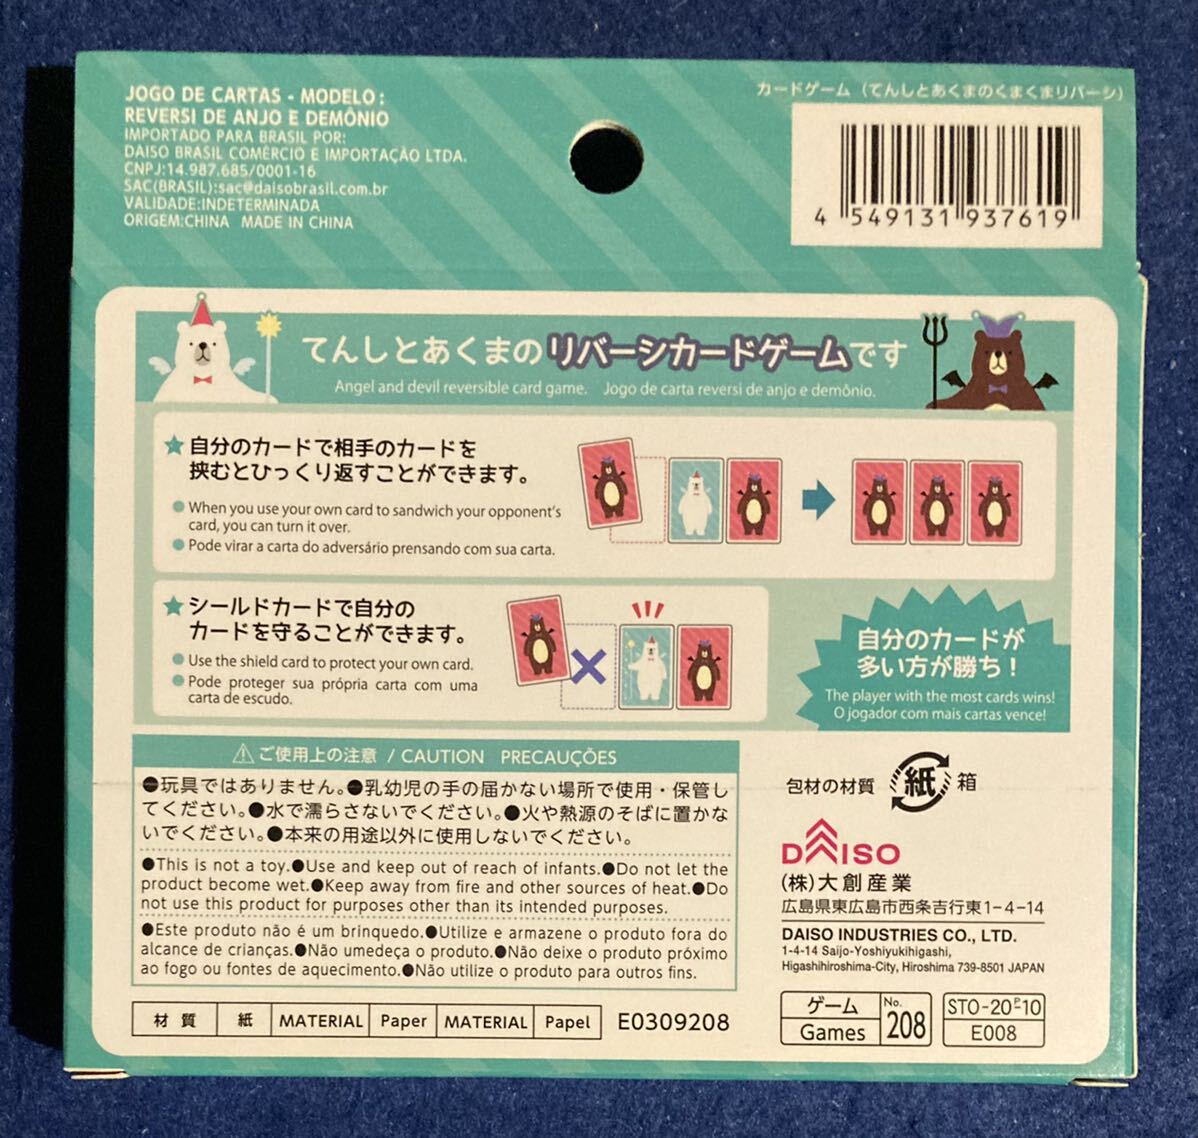 JOGO DE CARTAS - MODELO:
REVERSI DE ANJO E DEMÔNIO
IMPORTADO PARA BRASIL POR:
DAISO BRASIL COMÉRCIO E IMPORTAÇÃO LTDA.
CNPJ:14.987.685/0001-16
SAC(BRASIL):sac@daisobrasil.com.br
VALIDADE:INDETERMINADA
ORIGEM:CHINA MADE IN CHINA
カードゲーム（てんしとあくまのくまくまリバーシ）
4 549131 937619
てんしとあくまのリバーシカードゲームです
Angel and devil reversible card game. Jogo de carta reversi de anjo e demônio.
★自分のカードで相手のカードを
挟むとひっくり返すことができます。
●When you use your own card to sandwich your opponent's
card, you can turn it over.
●Pode virar a carta do adversário prensando com sua carta.
★シールドカードで自分の
カードを守ることができます。
●Use the shield card to protect your own card.
●Pode proteger sua própria carta com uma
carta de escudo.
自分のカードが
多い方が勝ち！
The player with the most cards wins!
O jogador com mais cartas vence!
⚠ご使用上の注意 / CAUTION PRECAUÇÕES
●玩具ではありません。●乳幼児の手の届かない場所で使用・保管し
てください。●水で濡らさないでください。●火や熱源のそばに置かな
いでください。●本来の用途以外に使用しないでください。
●This is not a toy.●Use and keep out of reach of infants.●Do not let the
product become wet.●Keep away from fire and other sources of heat.●Do
not use this product for purposes other than its intended purposes.
●Este produto não é um brinquedo.●Utilize e armazene o produto fora do
alcance de crianças.●Não umedeça o produto.●Não deixe o produto próximo
ao fogo ou fontes de aquecimento.●Não utilize o produto para outros fins.
材質 紙 MATERIAL Paper MATERIAL Papel E0309208
包材の材質 紙 箱
DAISO
(株)大創産業
広島県東広島市西条吉行東1-4-14
DAISO INDUSTRIES CO., LTD.
1-4-14 Saijo-Yoshiyukihigashi,
Higashihiroshima-City, Hiroshima 739-8501 JAPAN
ゲーム
Games
No.
208
STO-20P-10
E008